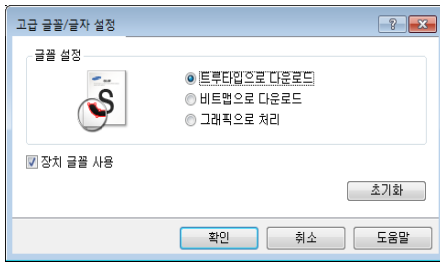 고급 글꼴/글자 설정
글꼴 설정
S
트루타입으로 다운로드
비트맵으로 다운로드
그래픽으로 처리
장치 글꼴 사용
초기화
확인 취소 도움말